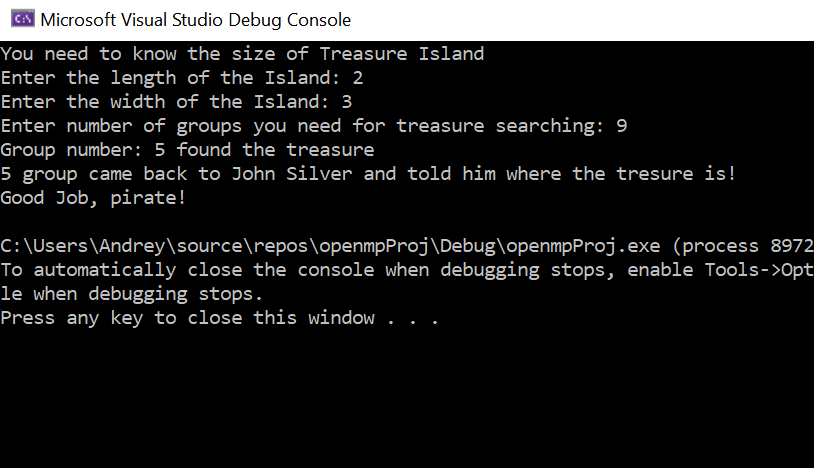 Microsoft Visual Studio Debug Console
You need to know the size of Treasure Island
Enter the length of the Island: 2
Enter the width of the Island: 3
Enter number of groups you need for treasure searching: 9
Group number: 5 found the treasure
5 group came back to John Silver and told him where the tresure is!
Good Job, pirate!
C:\Users\Andrey\source\repos\openmpProj\Debug\openmpProj.exe (process 8972
To automatically close the console when debugging stops, enable Tools->Opt
le when debugging stops.
Press any key to close this window . . .